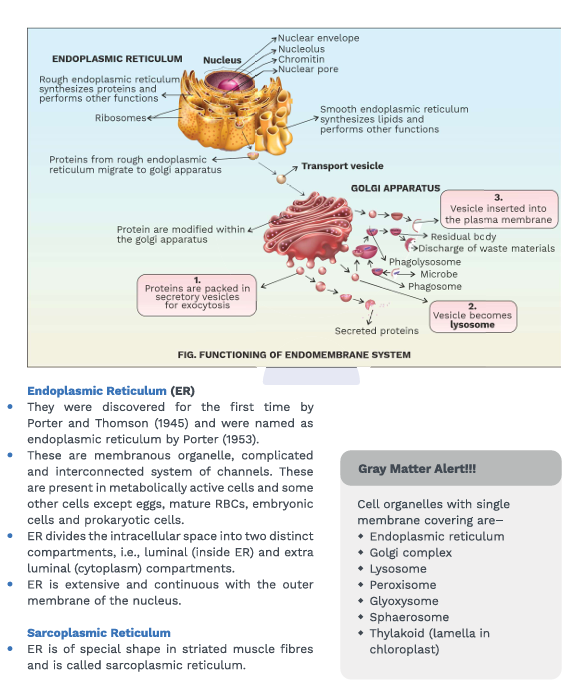 Nuclear envelope
Nucleolus
Chromitin
Nuclear pore
ENDOPLASMIC RETICULUM
Nucleus
Rough endoplasmic reticulum
synthesizes proteins and
performs other functions
Ribosomes
Smooth endoplasmic reticulum
synthesizes lipids and
performs other functions
Proteins from rough endoplasmic
reticulum migrate to golgi apparatus
Transport vesicle
GOLGI APPARATUS
3.
Vesicle inserted into
the plasma membrane
Protein are modified within
the golgi apparatus
Residual bcdy
Discharge of waste materials
Phagolysosome
Microbe
Phagosome
1.
Proteins are packed in
secretory vesicles
for exocytosis
2.
Vesicle becomes
lysosome
Secreted proteins
FIG. FUNCTIONING OF ENDOMEMBRANE SYSTEM
Endoplasmic Reticulum (ER)
• They were discovered for the first time by
Porter and Thomson (1945) and were named as
endoplasmic reticulum by Porter (1953).
• These are membranous organelle, complicated
and interconnected system of channels. These
are present in metabolically active cells and some
other cells except eggs, mature RBCs, embryonic
cells and prokaryotic cells.
• ER divides the intracellular space into two distinct
compartments, i.e., luminal (inside ER) and extra
luminal (cytoplasm) compartments.
• ER is extensive and continuous with the outer
membrane of the nucleus.
Sarcoplasmic Reticulum
• ER is of special shape in striated muscle fibres
and is called sarcoplasmic reticulum.
Gray Matter Alert!!!
Cell organelles with single
membrane covering are–
◆ Endoplasmic reticulum
◆ Golgi complex
◆ Lysosome
◆ Peroxisome
◆ Glyoxysome
◆ Sphaerosome
◆ Thylakoid (lamella in
chloroplast)